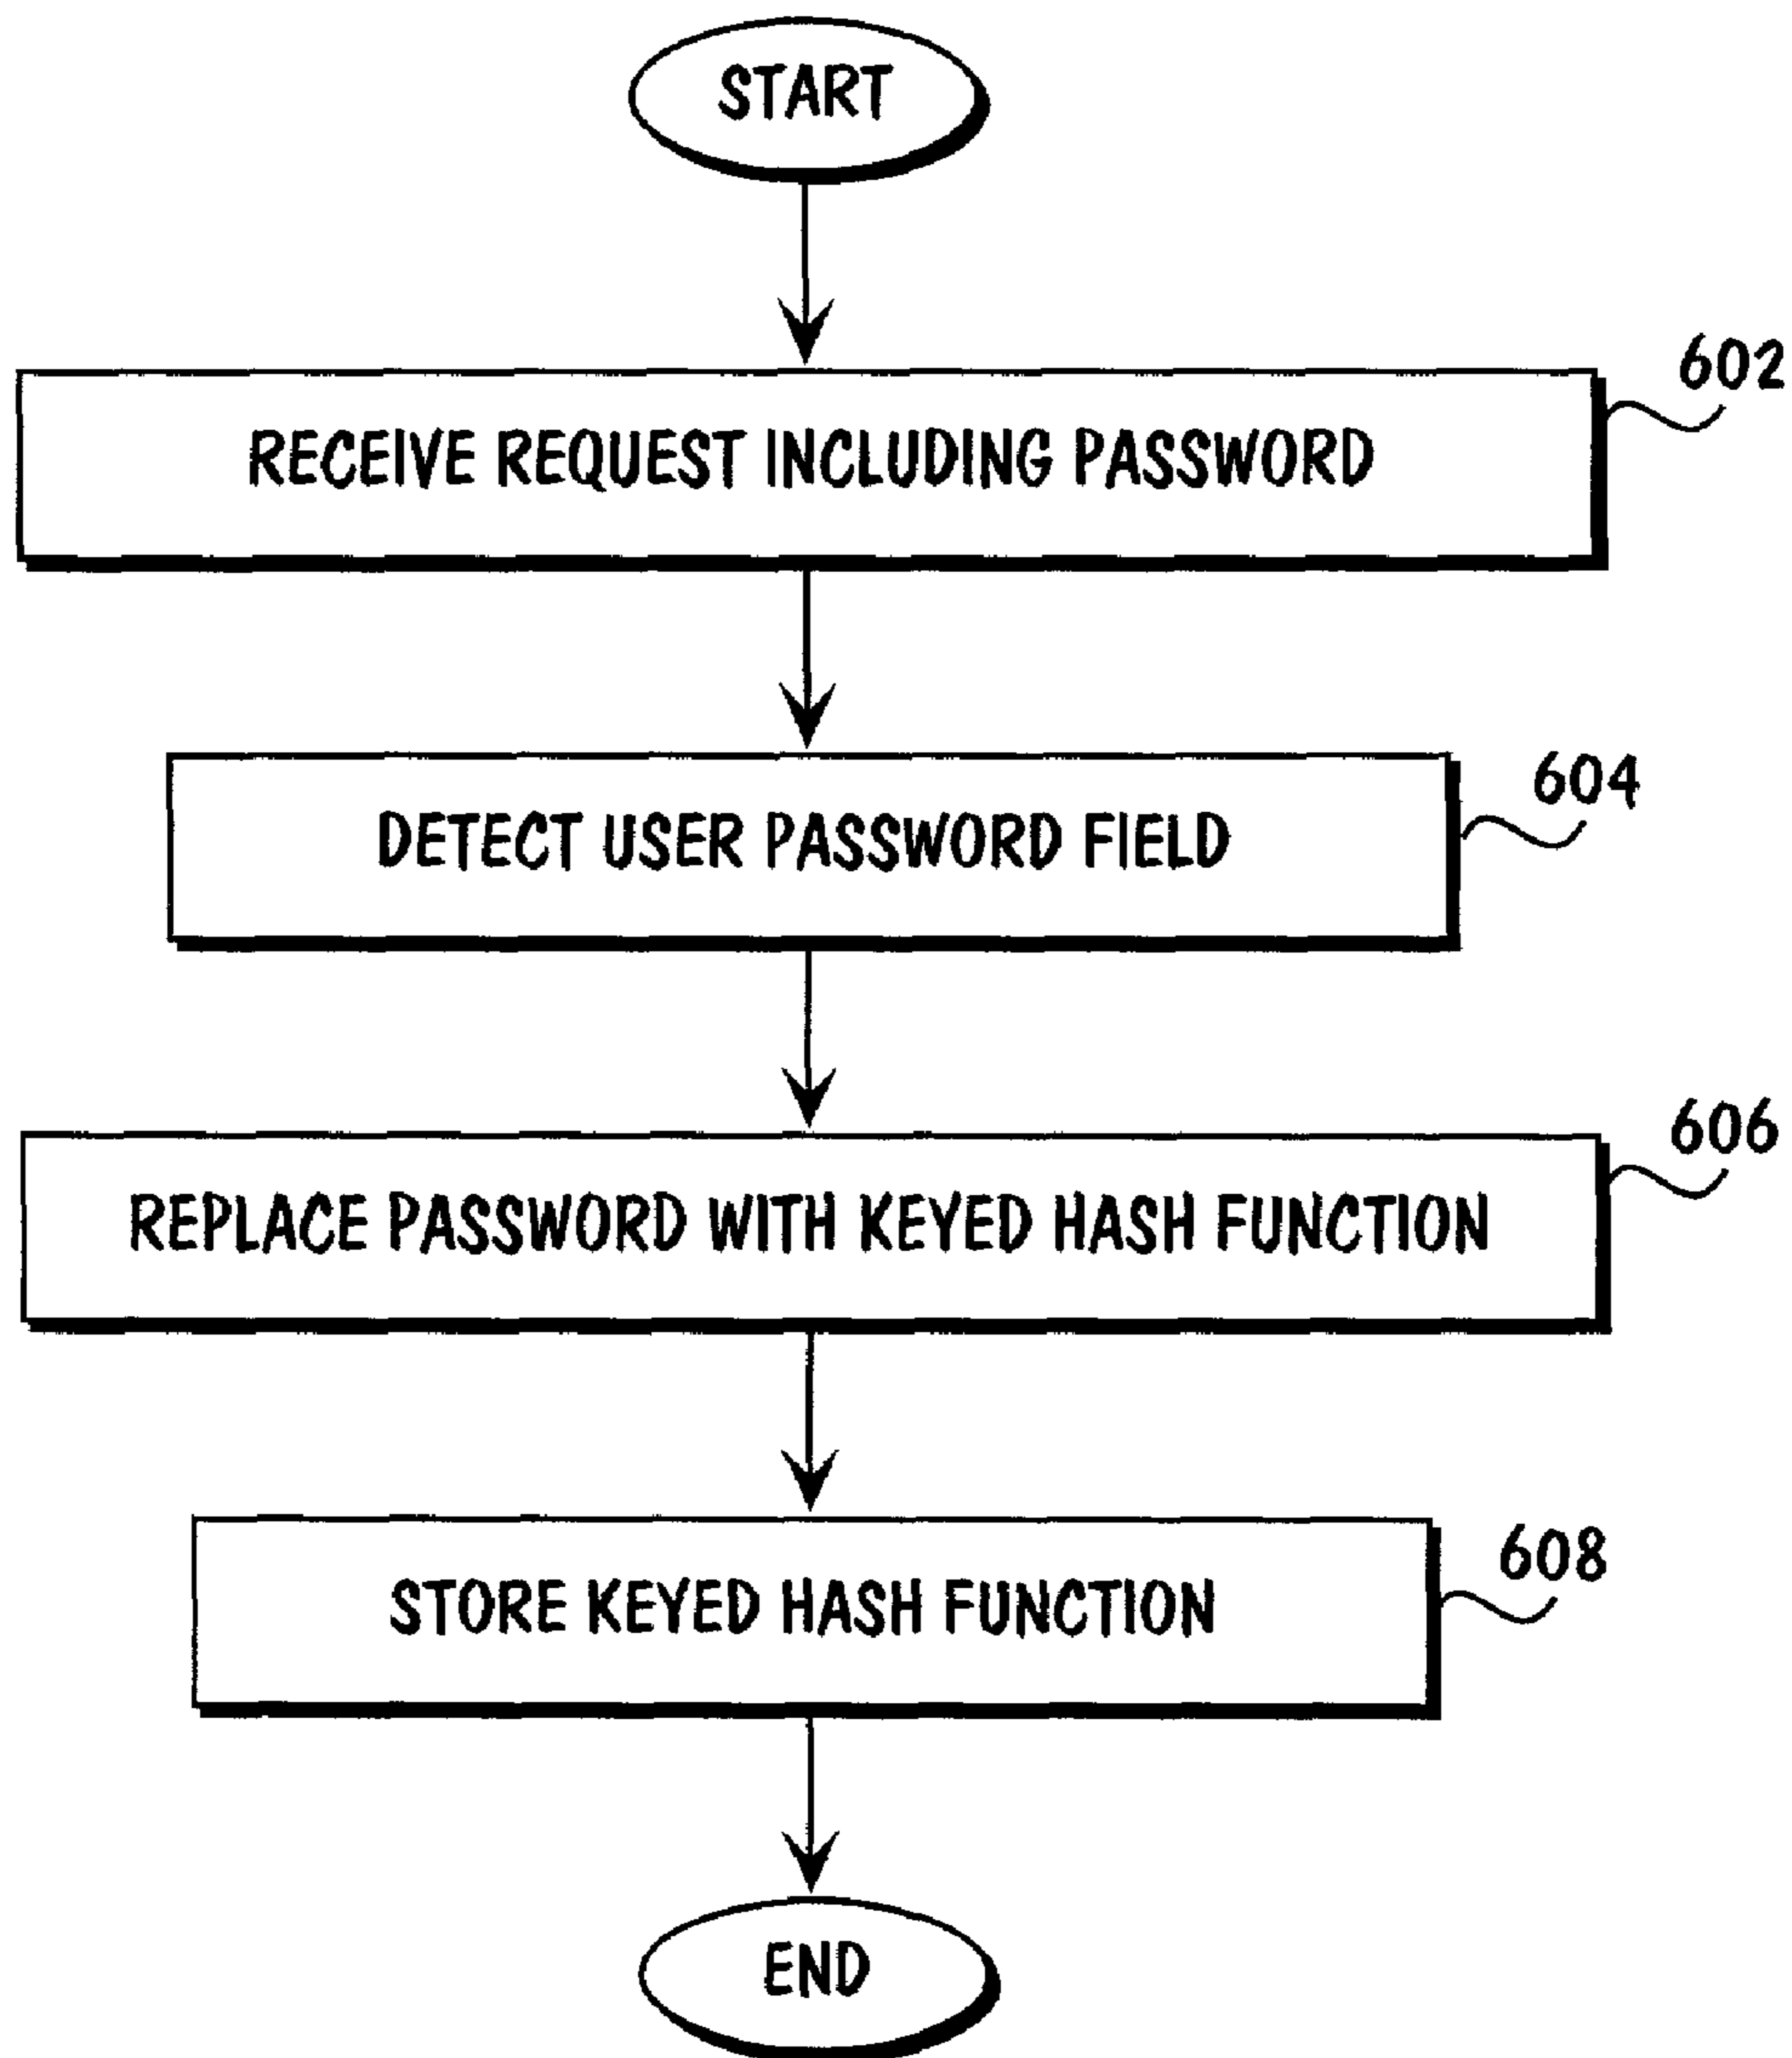 START
602
RECEIVE REQUEST INCLUDING PASSWORD
604
DETECT USER PASSWORD FIELD
606
REPLACE PASSWORD WITH KEYED HASH FUNCTION
608
STORE KEYED HASH FUNCTION
END